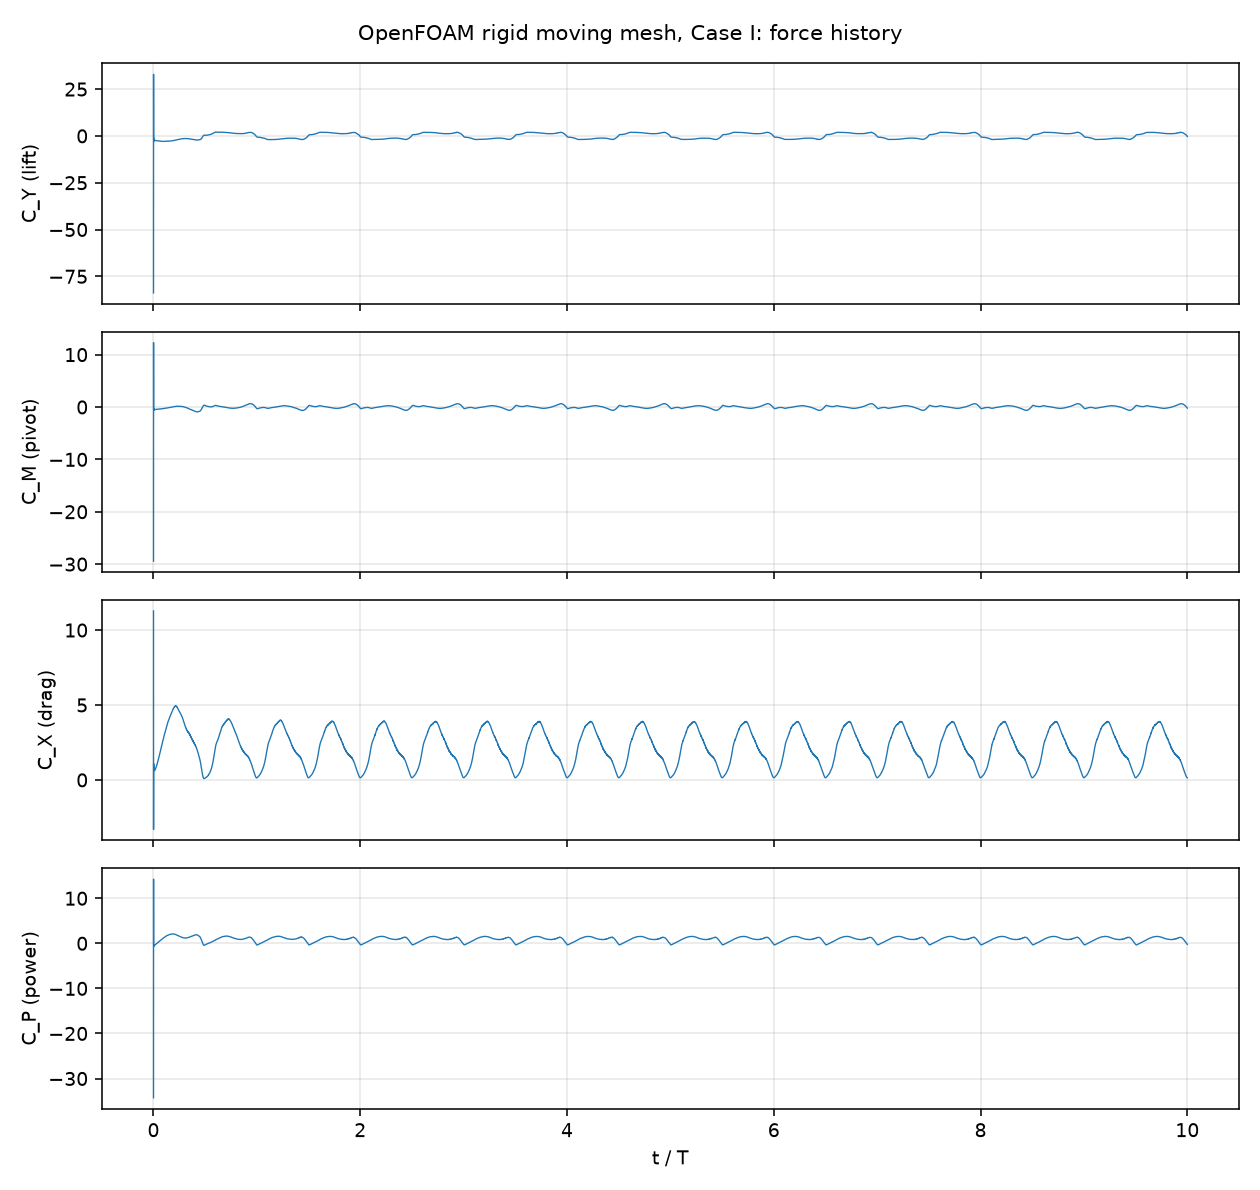 OpenFOAM rigid moving mesh, Case I: force history
25
0
−25
−50
−75
C_Y (lift)
10
0
−10
−20
−30
C_M (pivot)
10
5
0
C_X (drag)
10
0
−10
−20
−30
C_P (power)
0 2 4 6 8 10
t / T